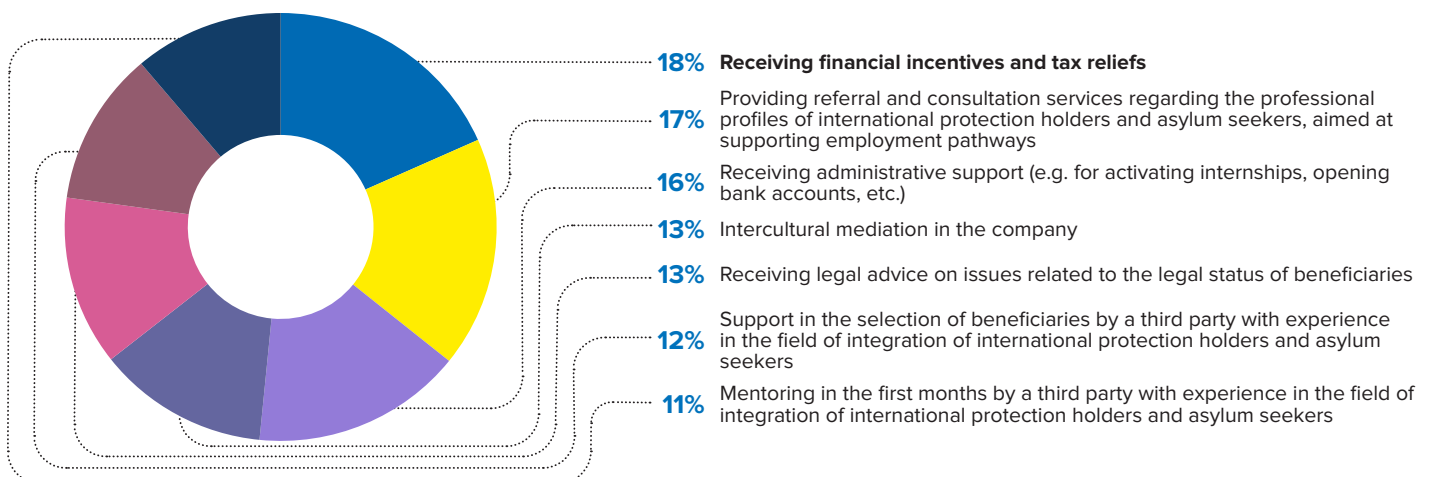 18% Receiving financial incentives and tax reliefs
Providing referral and consultation services regarding the professional
17% profiles of international protection holders and asylum seekers, aimed at
supporting employment pathways
16% Receiving administrative support (e.g. for activating internships, opening
bank accounts, etc.)
13% Intercultural mediation in the company
13% Receiving legal advice on issues related to the legal status of beneficiaries
Support in the selection of beneficiaries by a third party with experience
12% in the field of integration of international protection holders and asylum
seekers
11% Mentoring in the first months by a third party with experience in the field of
integration of international protection holders and asylum seekers